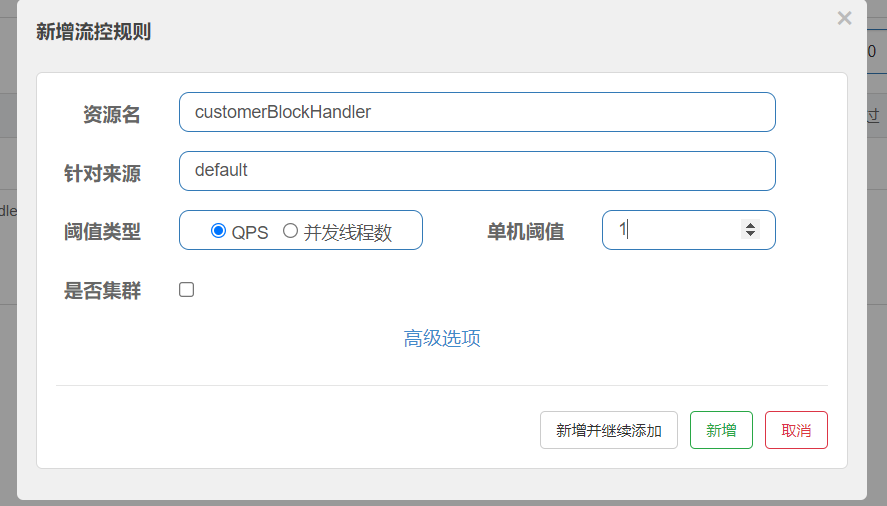 新增流控规则
×
0
资源名 customerBlockHandler
过
针对来源 default
dle
阈值类型 QPS 并发线程数 单机阈值 1
是否集群
高级选项
新增并继续添加 新增 取消